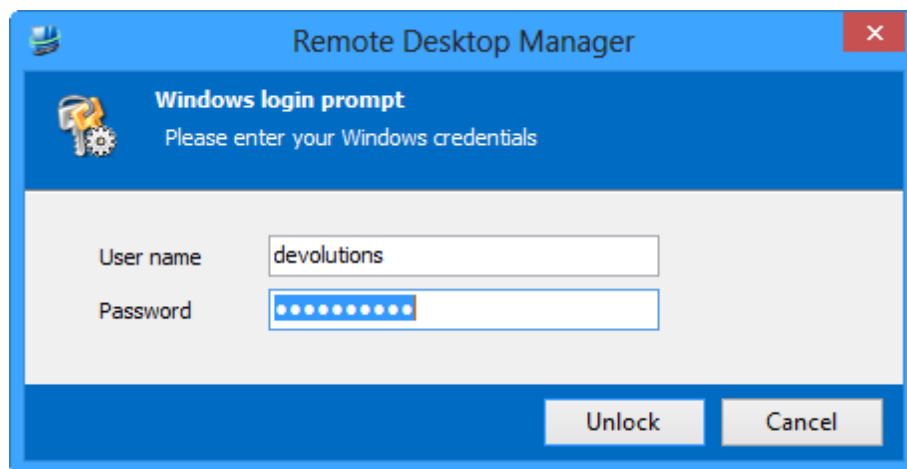 Remote Desktop Manager
Windows login prompt
Please enter your Windows credentials
User name devolutions
Password ●●●●●●●●●●
Unlock Cancel